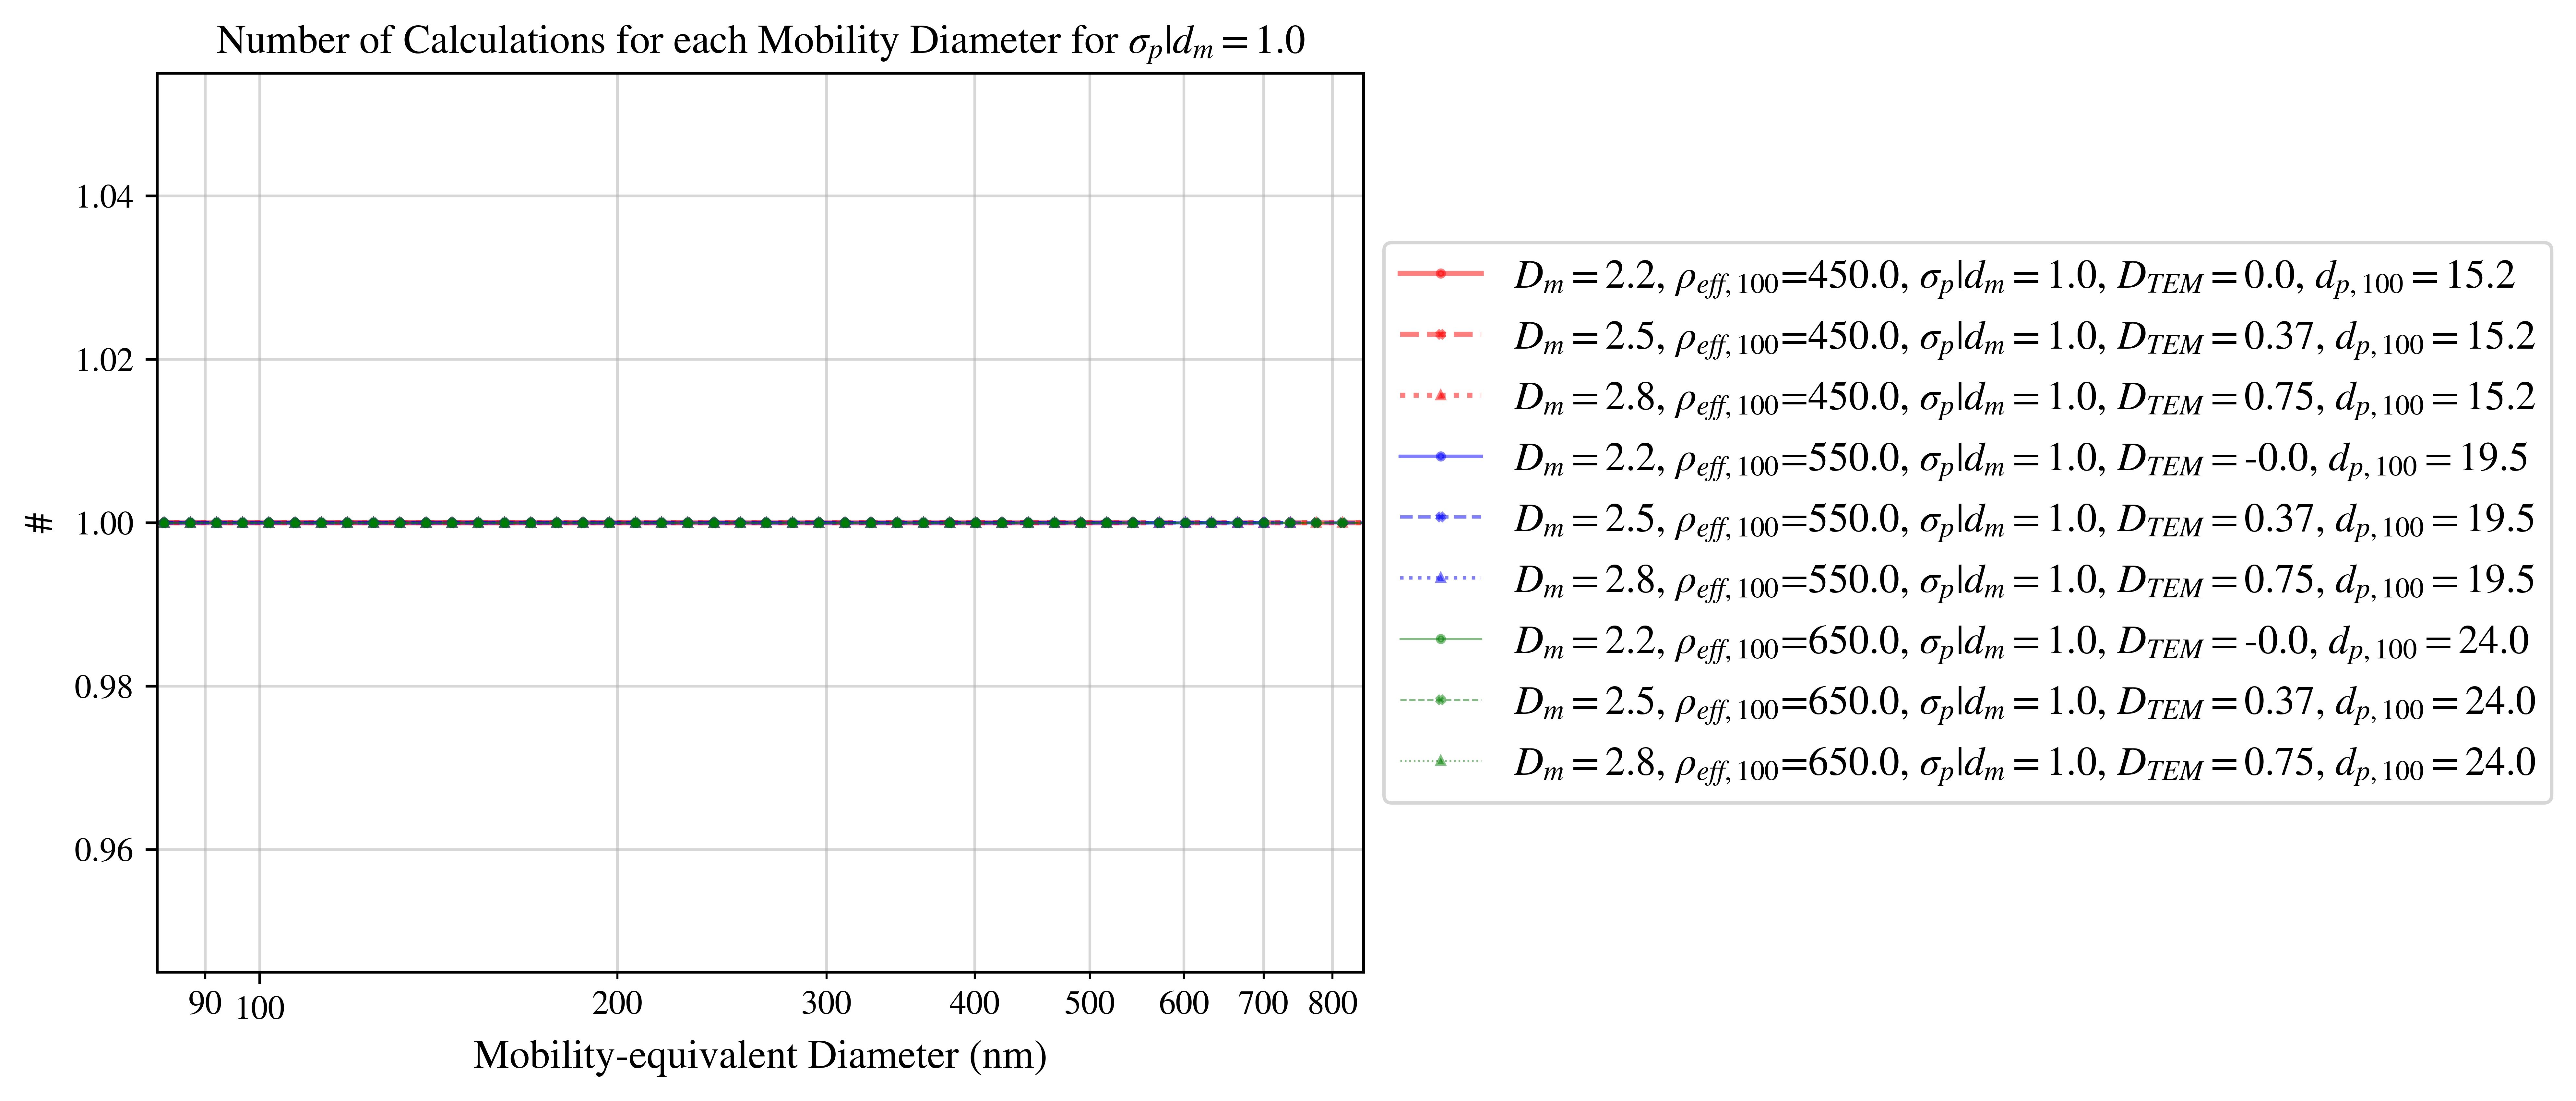 Number of Calculations for each Mobility Diameter for σp|dm = 1.0
1.04
1.02
1.00
0.98
0.96
#
90 100 200 300 400 500 600 700 800
Mobility-equivalent Diameter (nm)
Dm = 2.2, ρeff, 100=450.0, σp|dm = 1.0, DTEM = 0.0, dp, 100 = 15.2
Dm = 2.5, ρeff, 100=450.0, σp|dm = 1.0, DTEM = 0.37, dp, 100 = 15.2
Dm = 2.8, ρeff, 100=450.0, σp|dm = 1.0, DTEM = 0.75, dp, 100 = 15.2
Dm = 2.2, ρeff, 100=550.0, σp|dm = 1.0, DTEM = -0.0, dp, 100 = 19.5
Dm = 2.5, ρeff, 100=550.0, σp|dm = 1.0, DTEM = 0.37, dp, 100 = 19.5
Dm = 2.8, ρeff, 100=550.0, σp|dm = 1.0, DTEM = 0.75, dp, 100 = 19.5
Dm = 2.2, ρeff, 100=650.0, σp|dm = 1.0, DTEM = -0.0, dp, 100 = 24.0
Dm = 2.5, ρeff, 100=650.0, σp|dm = 1.0, DTEM = 0.37, dp, 100 = 24.0
Dm = 2.8, ρeff, 100=650.0, σp|dm = 1.0, DTEM = 0.75, dp, 100 = 24.0